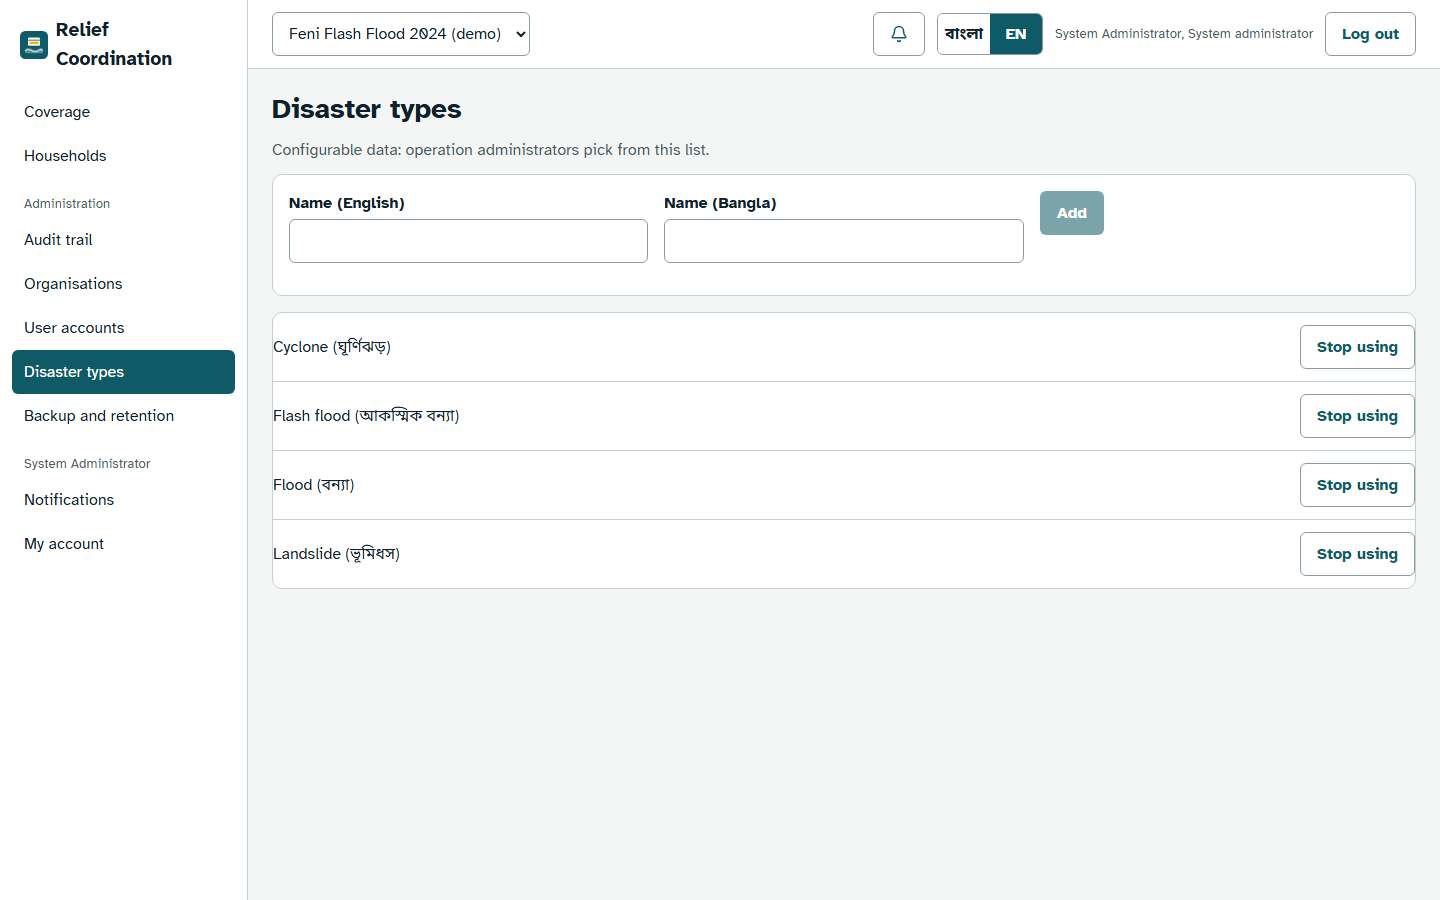 Relief
Coordination
Feni Flash Flood 2024 (demo)
বাংলা
EN
System Administrator, System administrator
Log out
Coverage
Households
Administration
Audit trail
Organisations
User accounts
Disaster types
Backup and retention
System Administrator
Notifications
My account
Disaster types
Configurable data: operation administrators pick from this list.
Name (English)
Name (Bangla)
Add
Cyclone (ঘূর্ণিঝড়)
Stop using
Flash flood (আকস্মিক বন্যা)
Stop using
Flood (বন্যা)
Stop using
Landslide (ভূমিধস)
Stop using